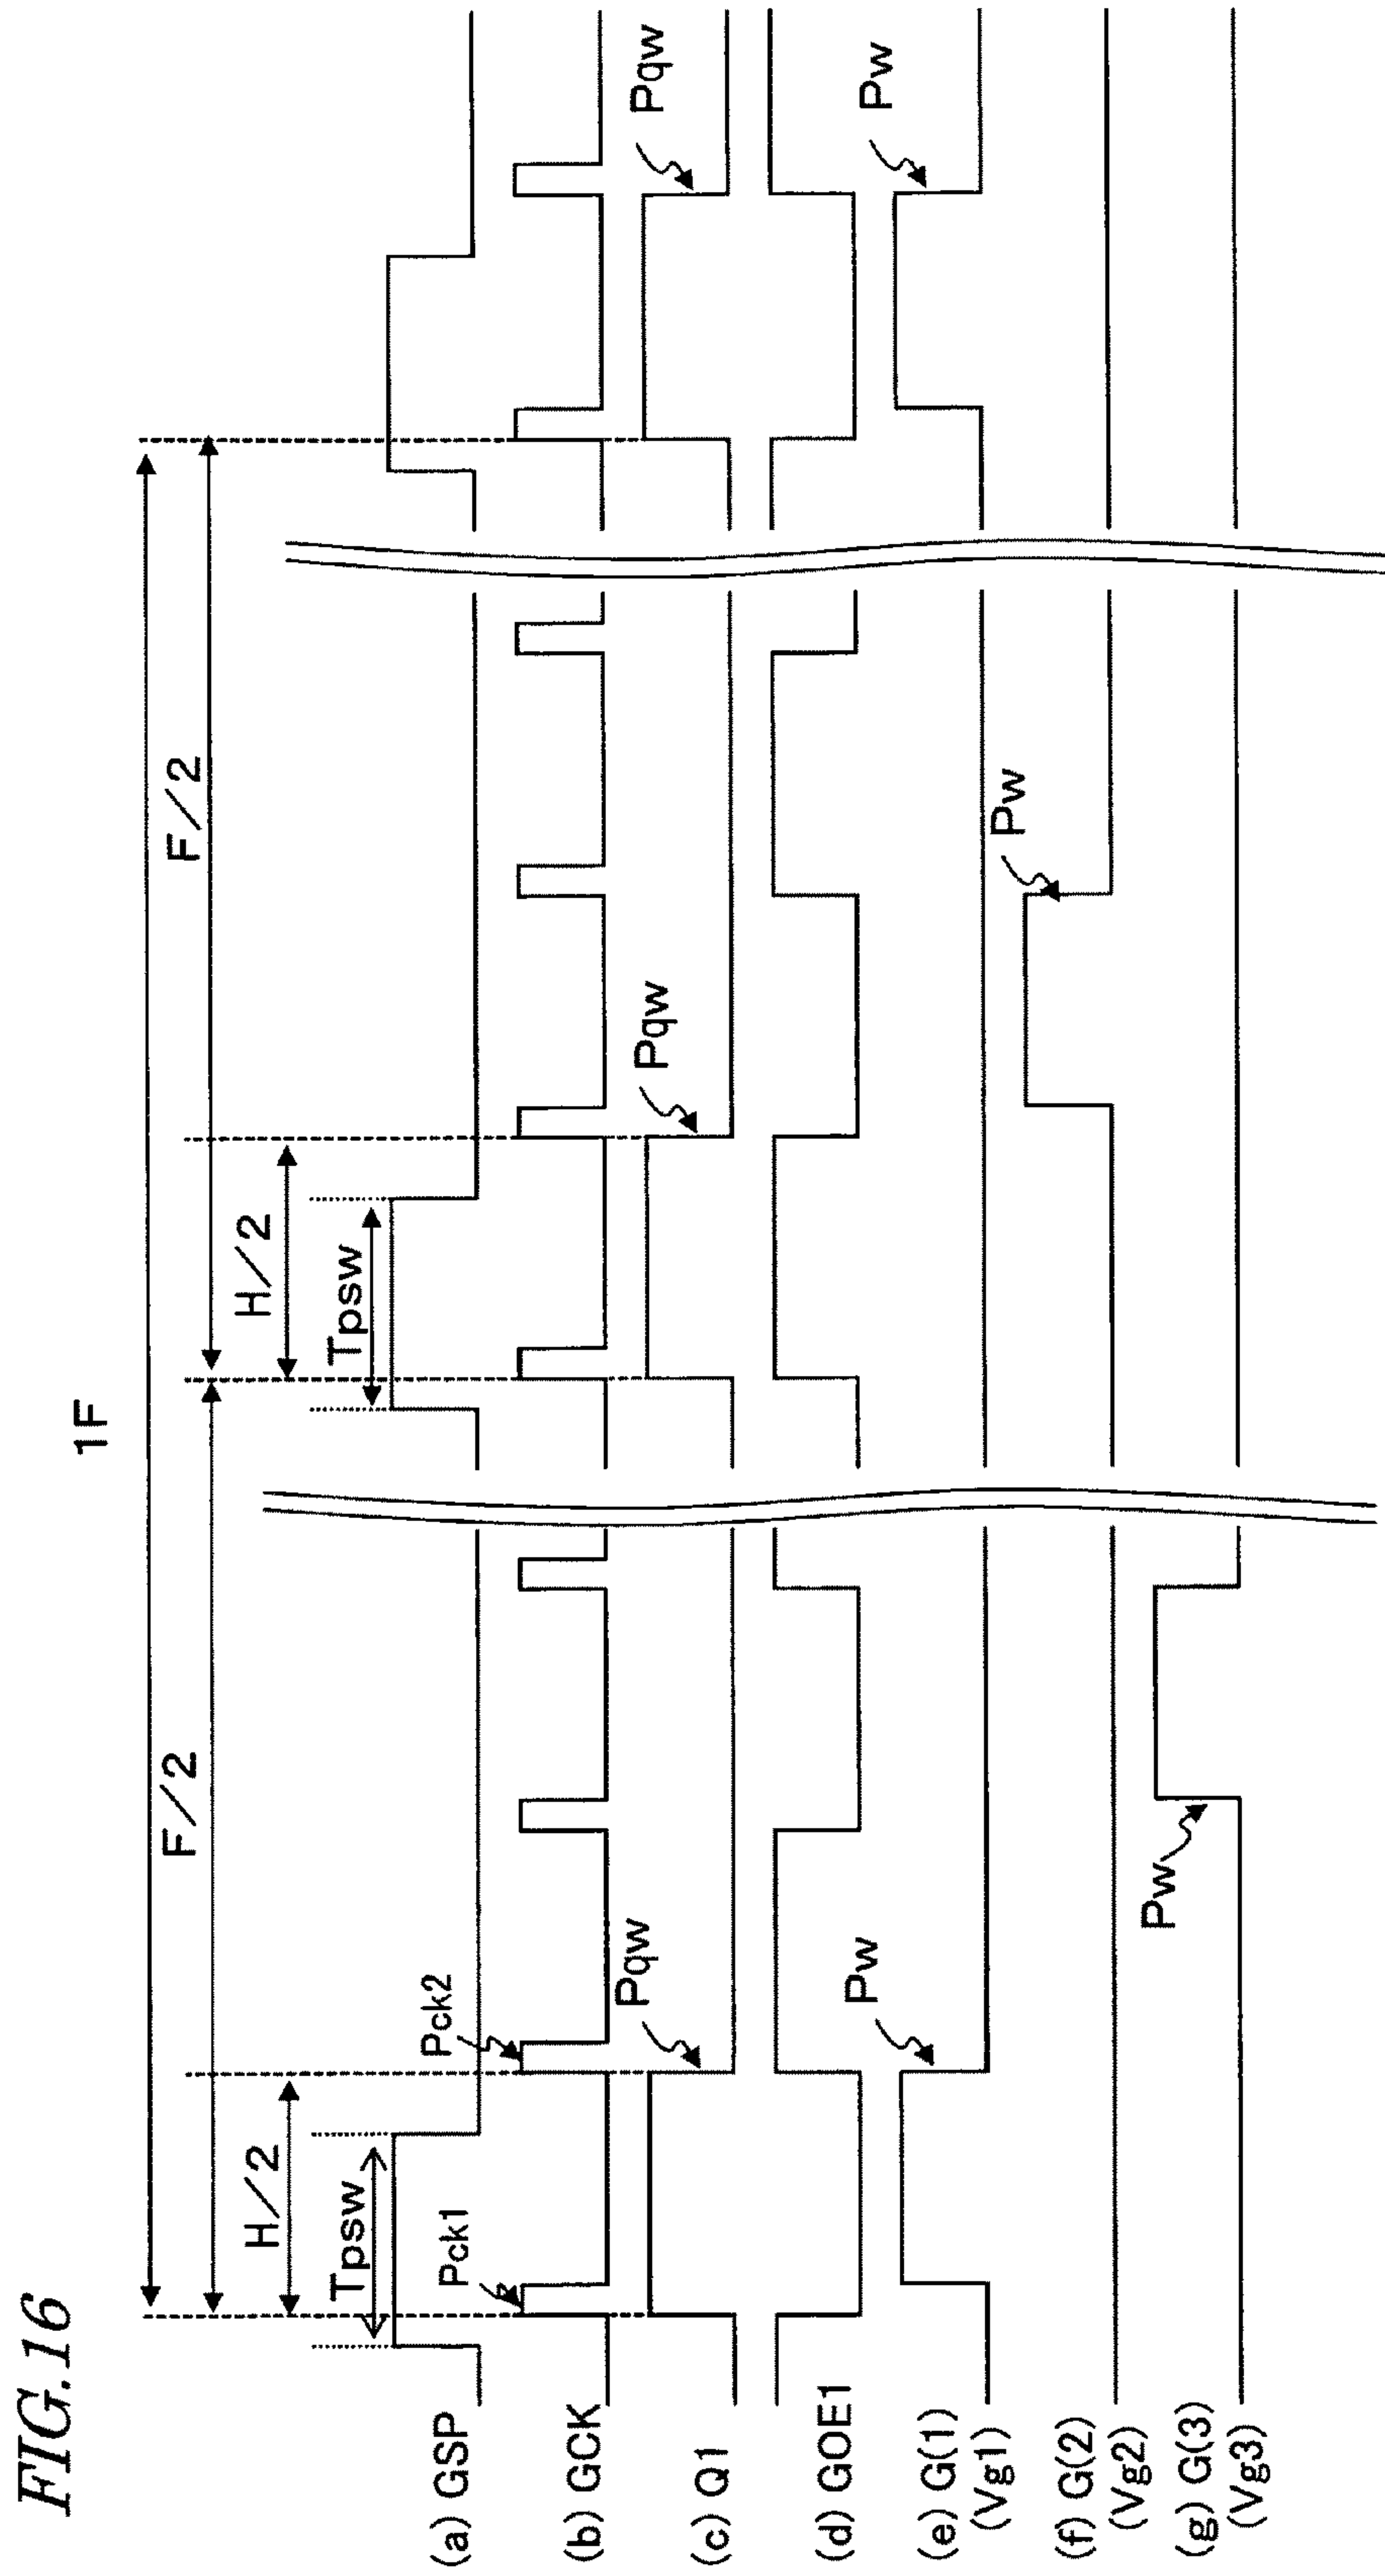 FIG.16
1F
F/2
F/2
H/2
H/2
Tpsw
Tpsw
(a) GSP
Pck1
Pck2
(b) GCK
Pqw
Pqw
Pqw
(c) Q1
(d) GOE1
Pw
Pw
(e) G(1)
(Vg1)
Pw
(f) G(2)
(Vg2)
Pw
(g) G(3)
(Vg3)